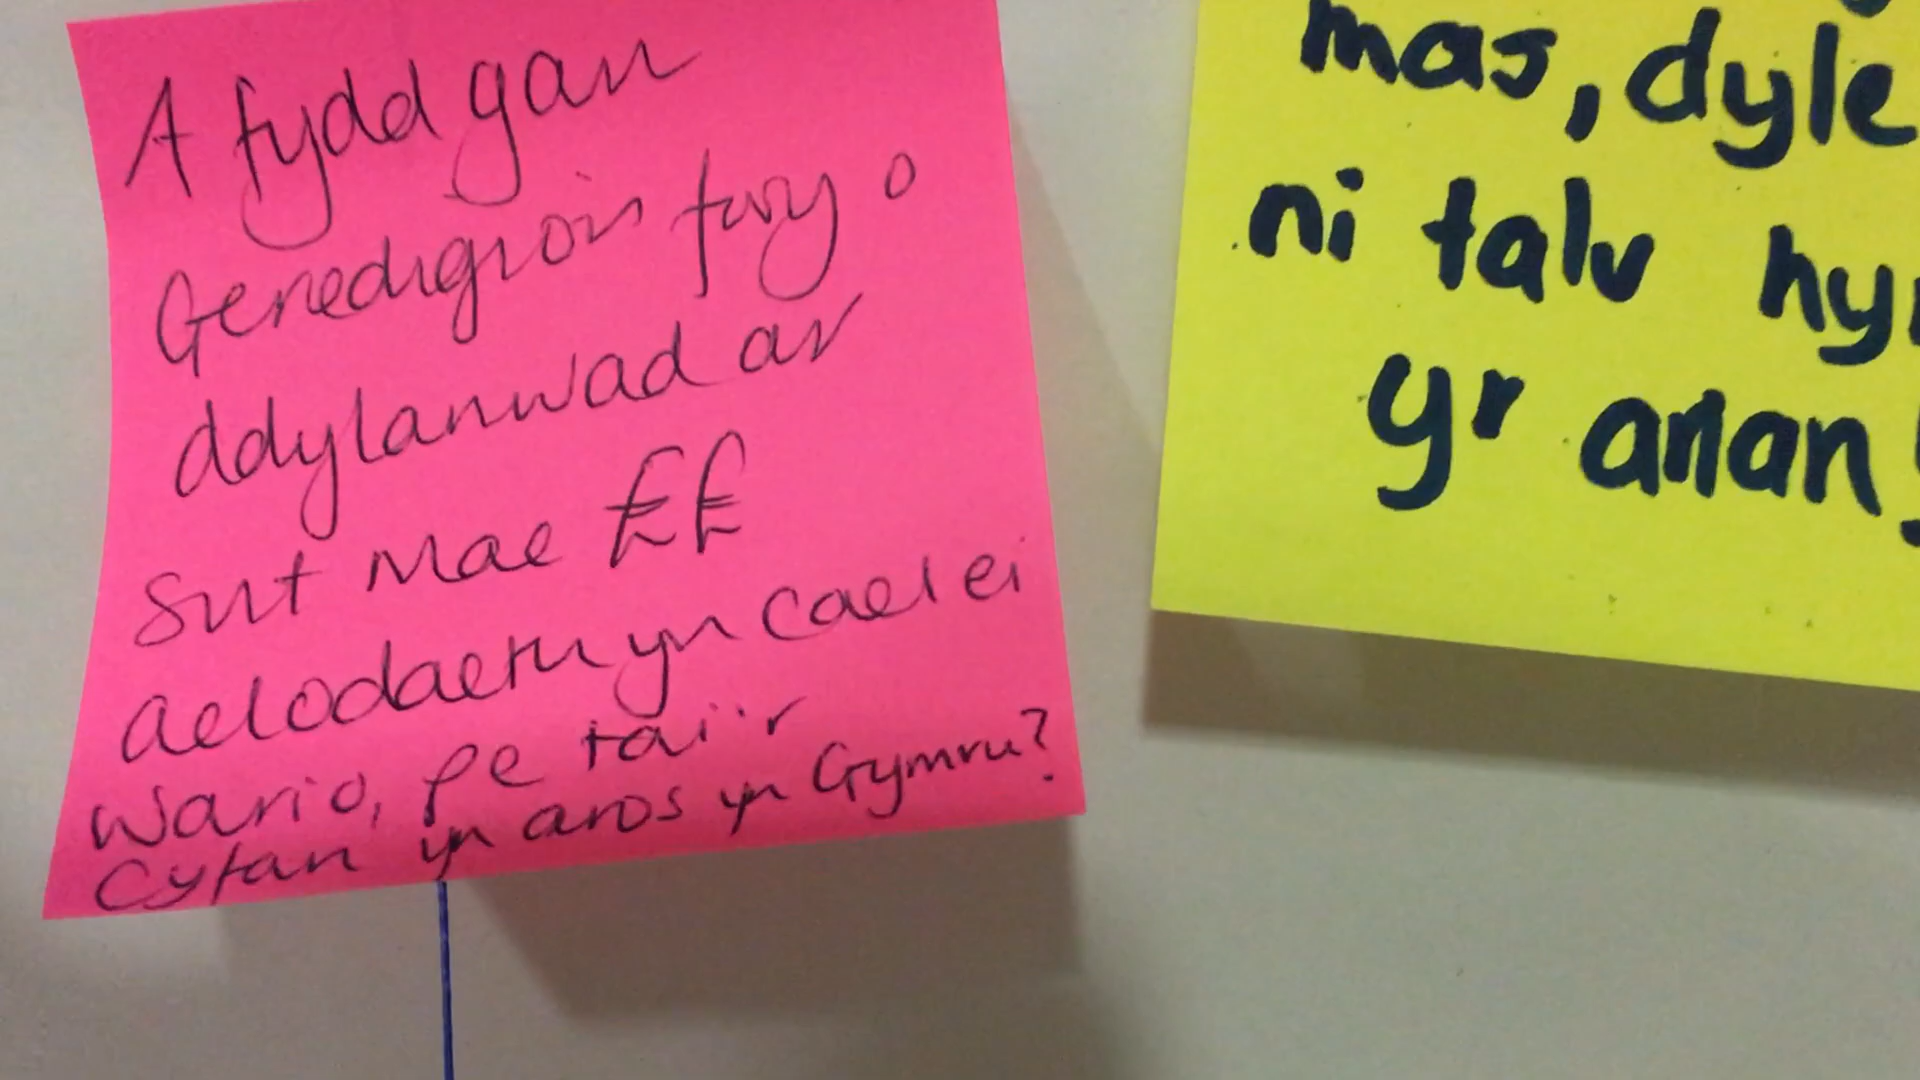 A fydd gan
Genedigion fwy o
ddylanwad ar
Sut Mae ££
aelodaeth yn cael ei
Wario, pe tai'r
Cyfan yn aros yn Gymru?
mas, dyle
ni talu
yr arian